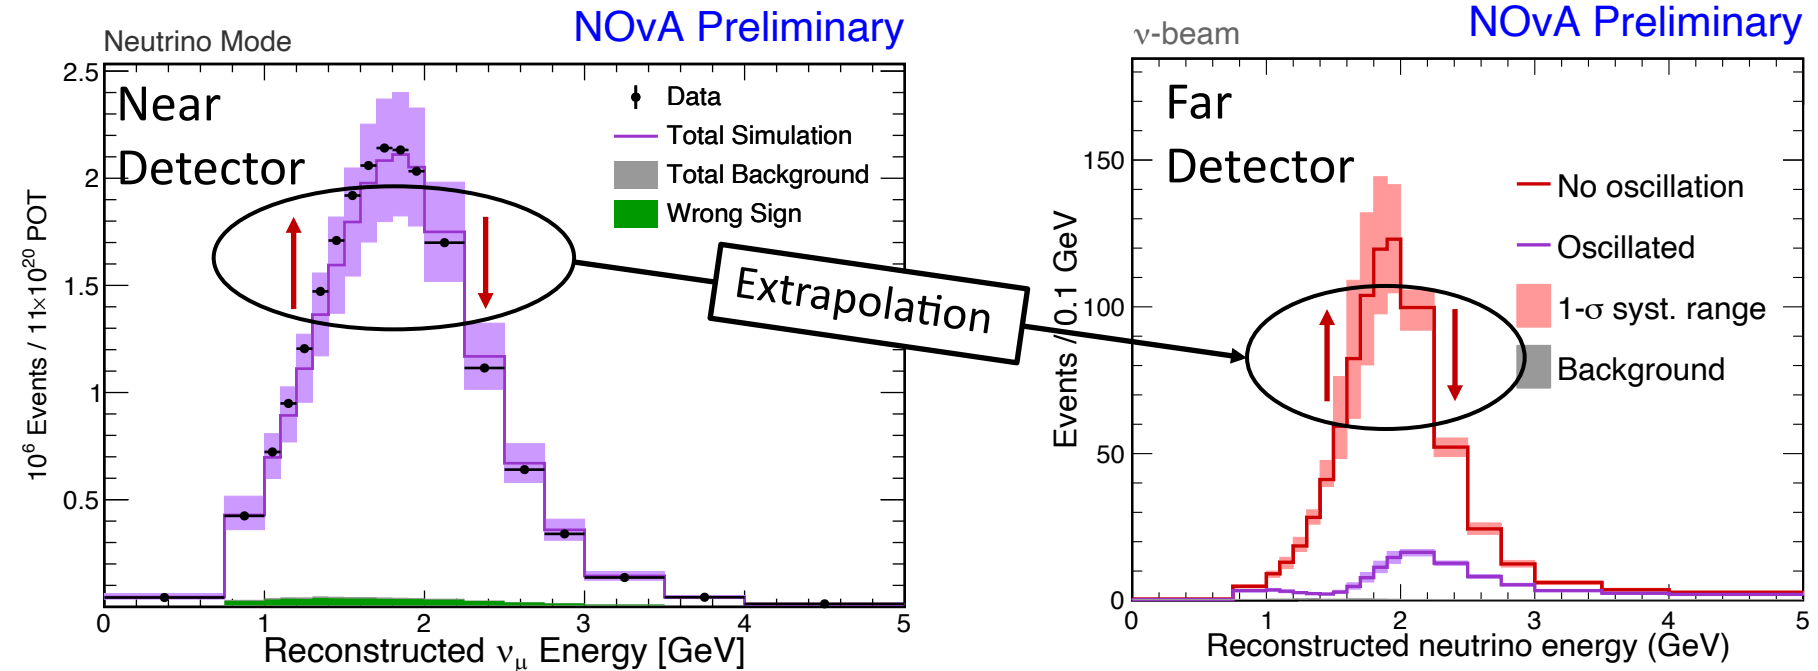 NOvA Preliminary
Neutrino Mode
Near
Detector
Data
Total Simulation
Total Background
Wrong Sign
10⁶ Events / 11×10²⁰ POT
2.5
2
1.5
1
0.5
0 1 2 3 4 5
Reconstructed νμ Energy [GeV]
Extrapolation
NOvA Preliminary
ν-beam
Far
Detector
No oscillation
Oscillated
1-σ syst. range
Background
Events / 0.1 GeV
150
100
50
0
0 1 2 3 4 5
Reconstructed neutrino energy (GeV)